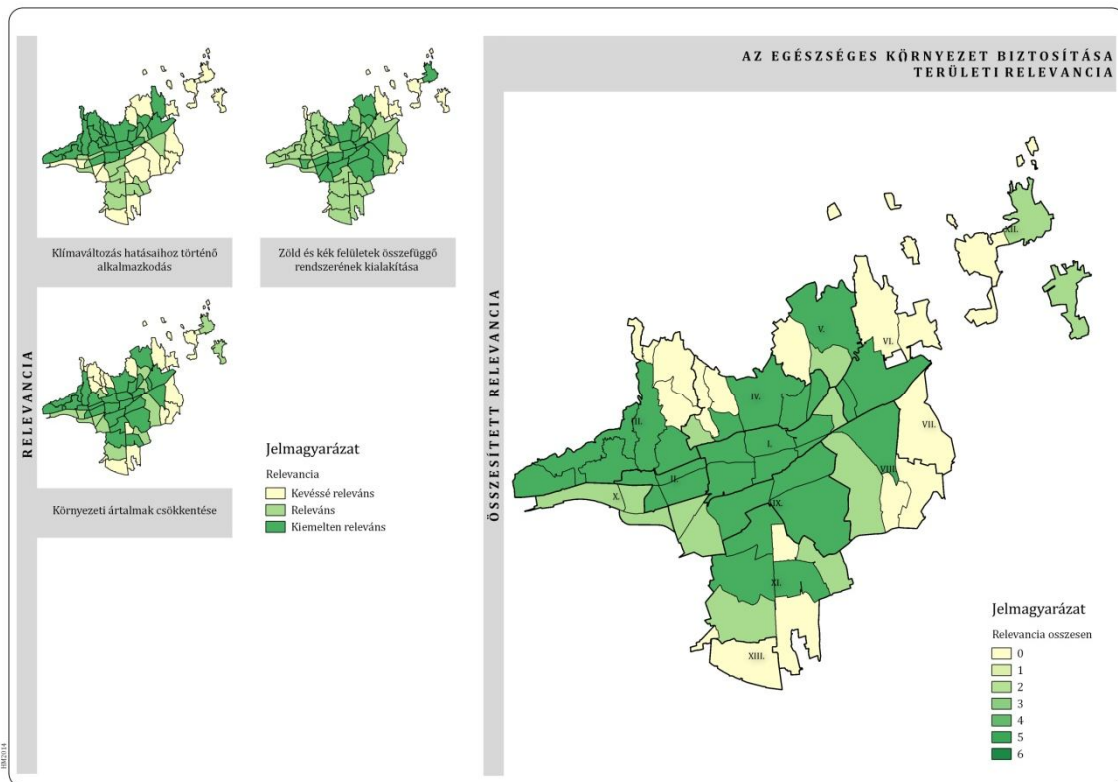 AZ EGÉSZSÉGES KÖRNYEZET BIZTOSÍTÁSA
TERÜLETI RELEVANCIA
RELEVANCIA
Klímaváltozás hatásaihoz történő
alkalmazkodás
Zöld és kék felületek összefüggő
rendszerének kialakítása
Környezeti ártalmak csökkentése
Jelmagyarázat
Relevancia
Kevéssé releváns
Releváns
Kiemelten releváns
ÖSSZESÍTETT RELEVANCIA
XII.
V.
VI.
IV.
III.
I.
VII.
VIII.
II.
X.
IX.
XI.
XIII.
Jelmagyarázat
Relevancia osszesen
0
1
2
3
4
5
6
HM2014